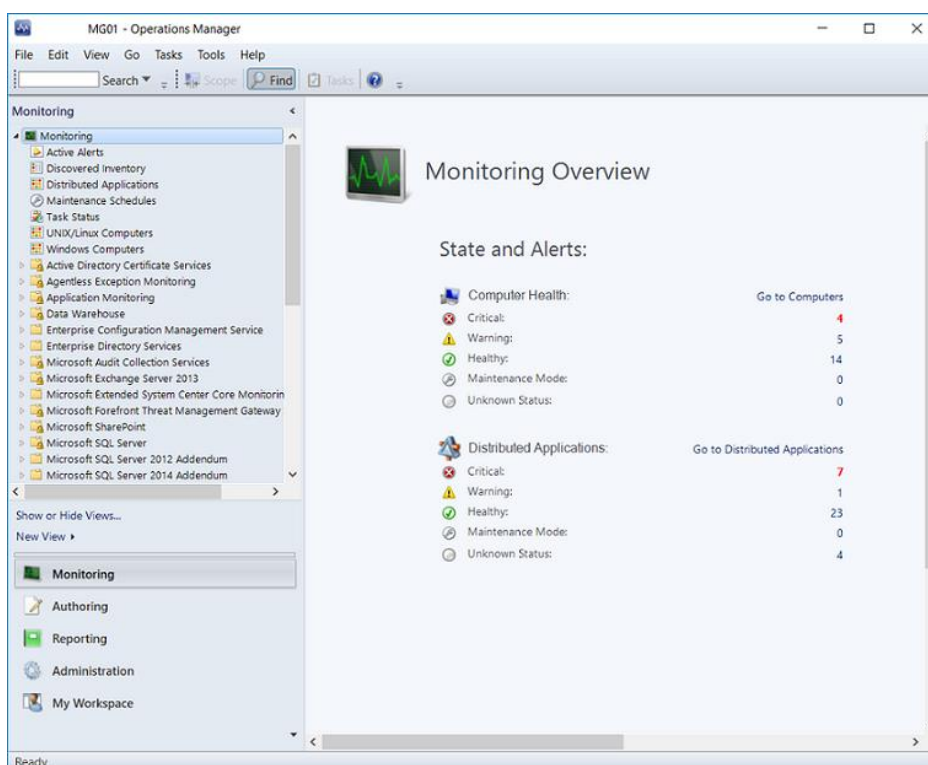 MG01 - Operations Manager
File Edit View Go Tasks Tools Help
Search Scope Find Tasks
Monitoring
Monitoring
Active Alerts
Discovered Inventory
Distributed Applications
Maintenance Schedules
Task Status
UNIX/Linux Computers
Windows Computers
Active Directory Certificate Services
Agentless Exception Monitoring
Application Monitoring
Data Warehouse
Enterprise Configuration Management Service
Enterprise Directory Services
Microsoft Audit Collection Services
Microsoft Exchange Server 2013
Microsoft Extended System Center Core Monitorin
Microsoft Forefront Threat Management Gateway
Microsoft SharePoint
Microsoft SQL Server
Microsoft SQL Server 2012 Addendum
Microsoft SQL Server 2014 Addendum
Show or Hide Views...
New View
Monitoring
Authoring
Reporting
Administration
My Workspace
Ready
Monitoring Overview
State and Alerts:
Computer Health: Go to Computers
Critical: 4
Warning: 5
Healthy: 14
Maintenance Mode: 0
Unknown Status: 0
Distributed Applications: Go to Distributed Applications
Critical: 7
Warning: 1
Healthy: 23
Maintenance Mode: 0
Unknown Status: 4